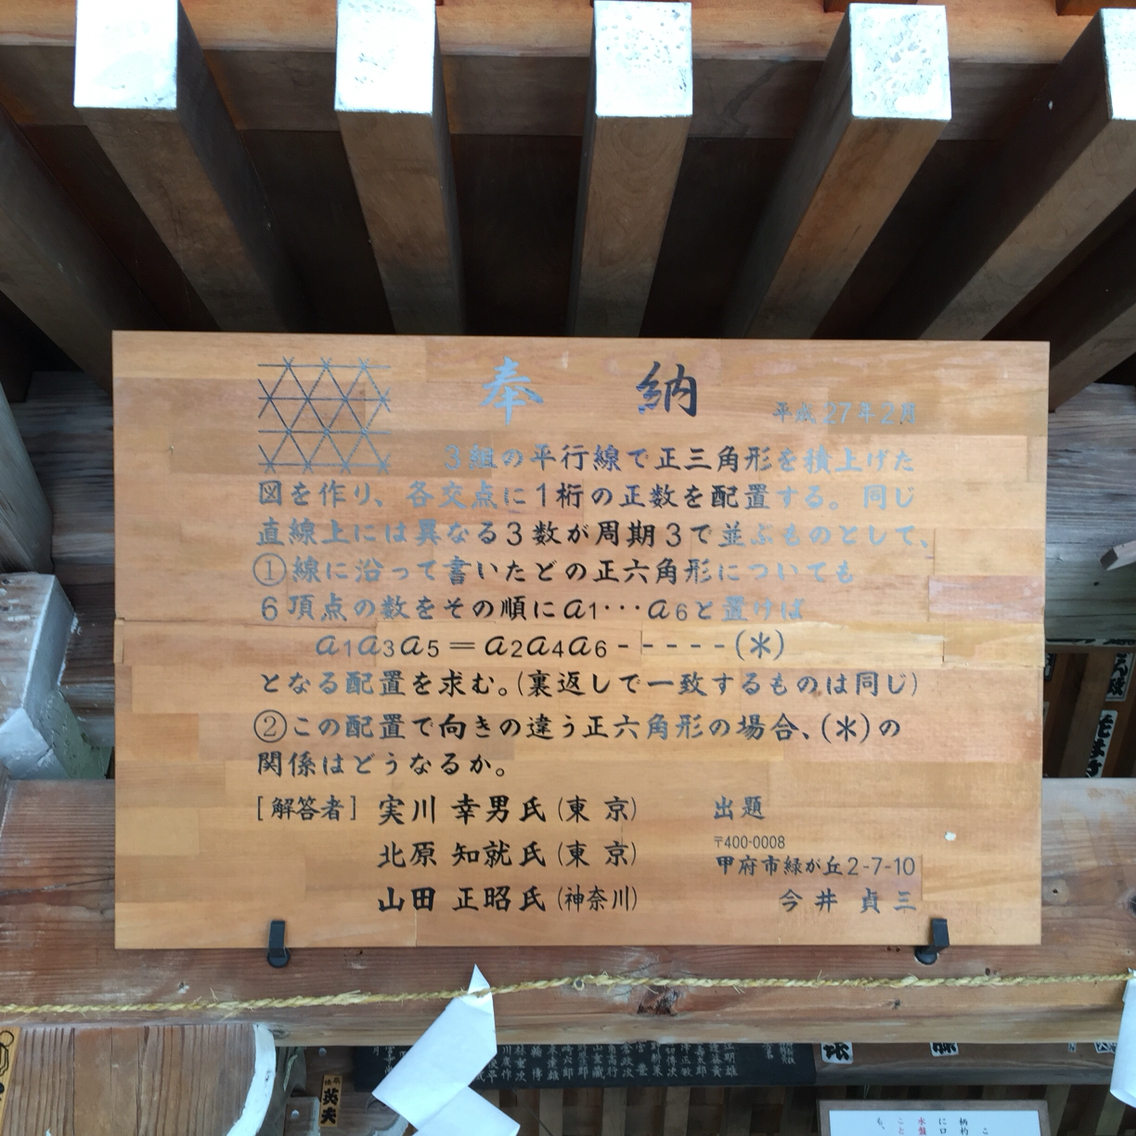 奉納
平成27年2月
3組の平行線で正三角形を積上げた
図を作り、各交点に1桁の正数を配置する。同じ
直線上には異なる3数が周期3で並ぶものとして、
①線に沿って書いたどの正六角形についても
6頂点の数をその順にa1···a6と置けば
a1a3a5=a2a4a6-----(*)
となる配置を求む。(裏返しで一致するものは同じ)
②この配置で向きの違う正六角形の場合、(*)の
関係はどうなるか。
[解答者] 実川 幸男氏(東 京)
北原 知就氏(東 京)
山田 正昭氏(神奈川)
出題
〒400-0008
甲府市緑が丘2-7-10
今井 貞三